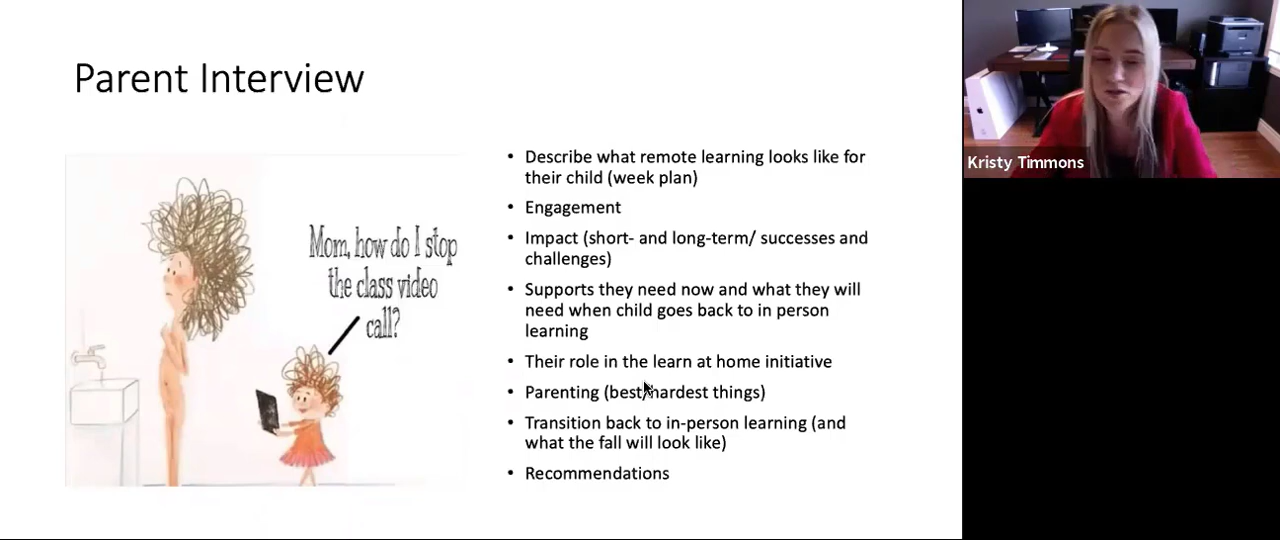 Parent Interview
Mom, how do I stop
the class video
call?
• Describe what remote learning looks like for
their child (week plan)
• Engagement
• Impact (short- and long-term/ successes and
challenges)
• Supports they need now and what they will
need when child goes back to in person
learning
• Their role in the learn at home initiative
• Parenting (best/hardest things)
• Transition back to in-person learning (and
what the fall will look like)
• Recommendations
Kristy Timmons